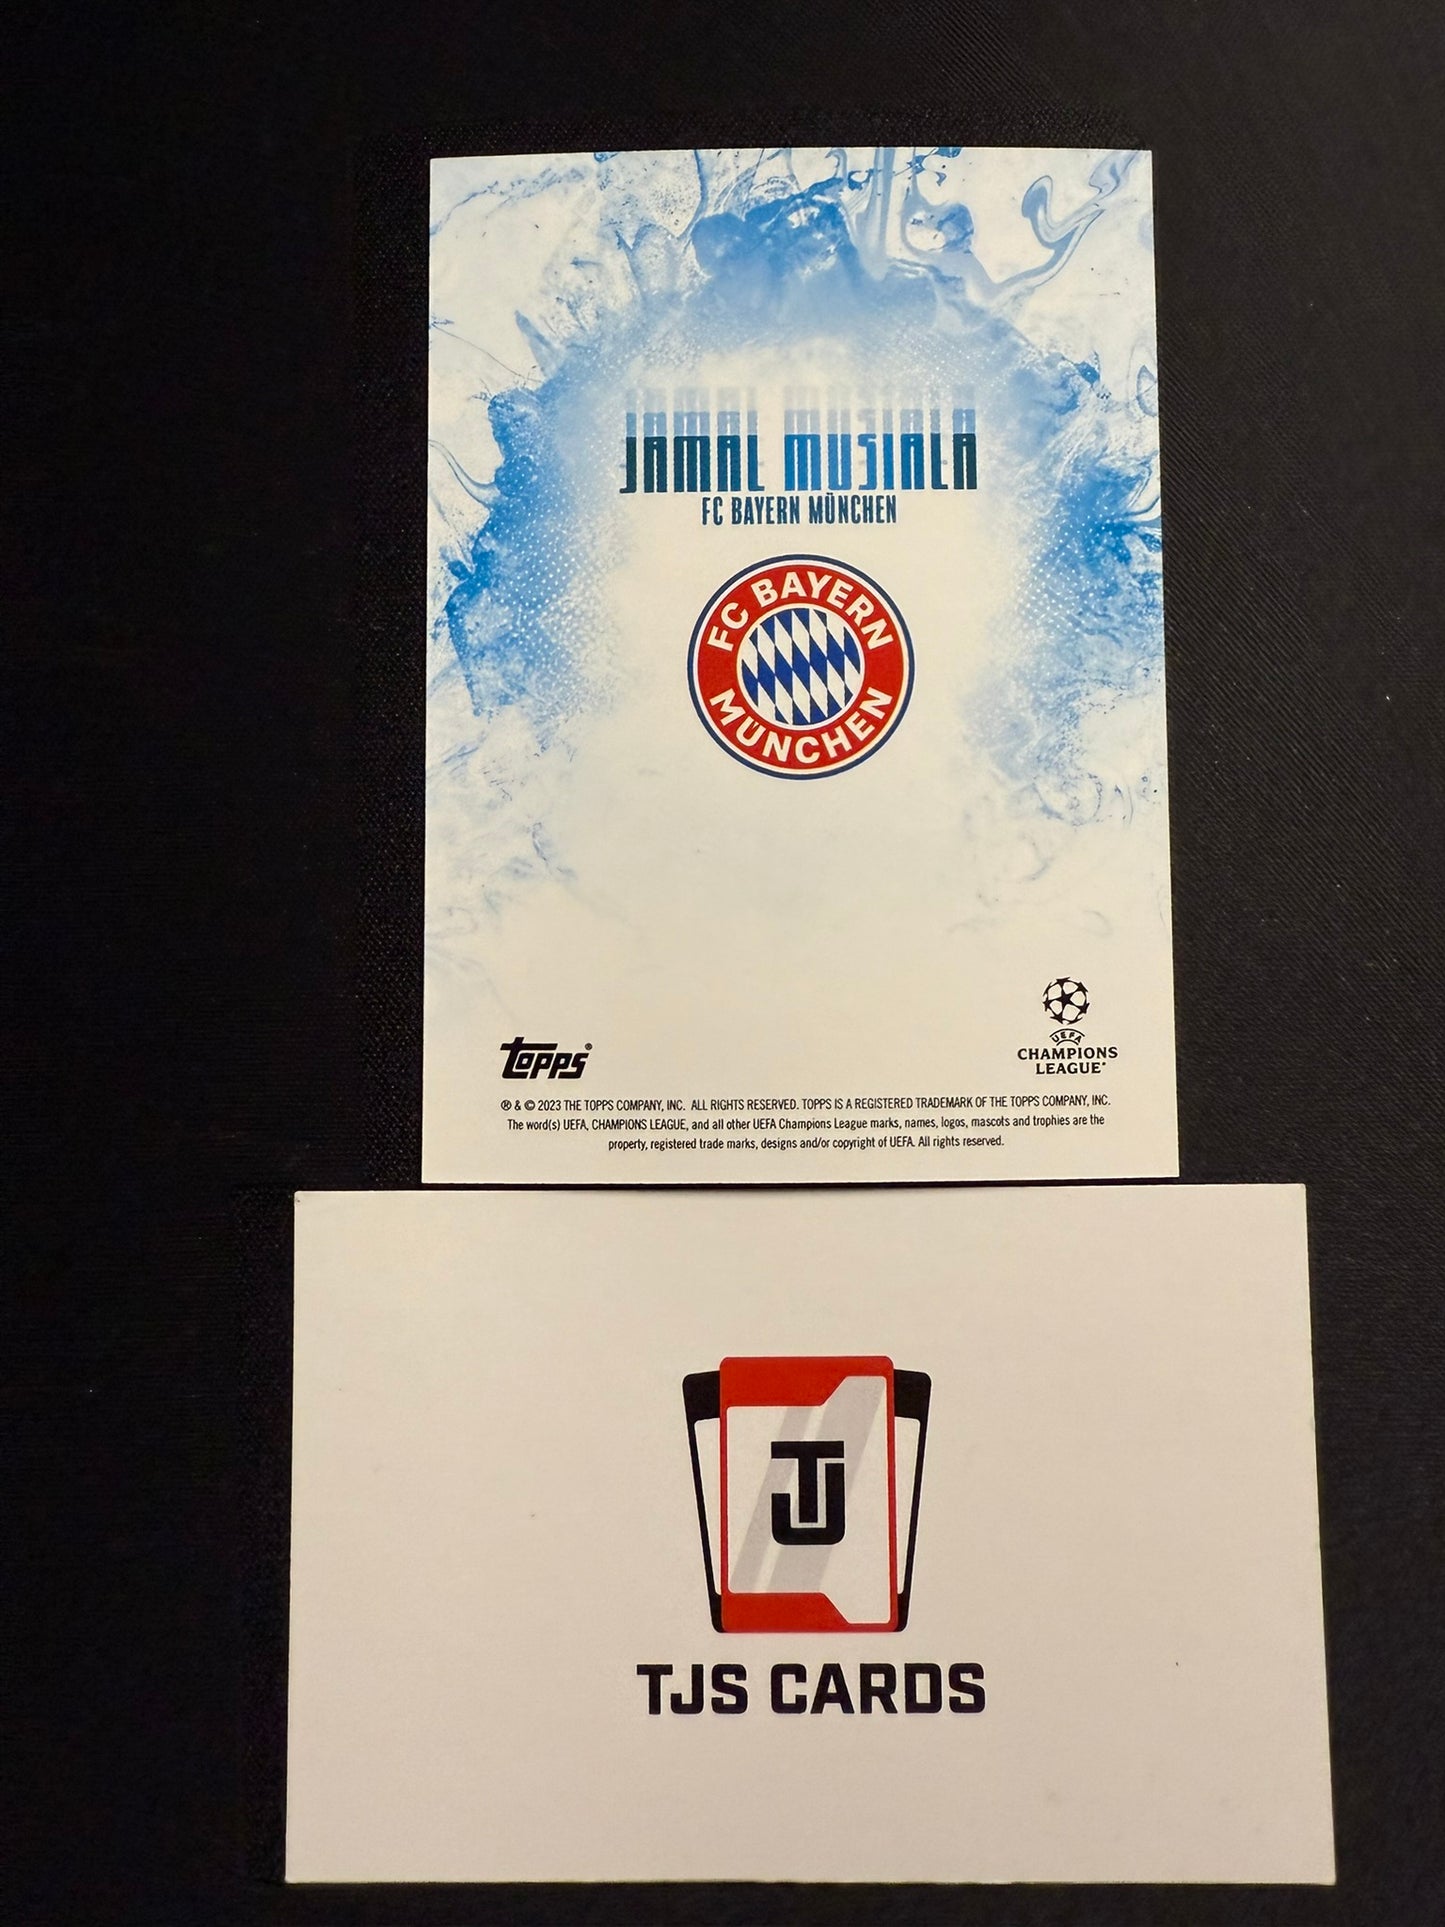 JAMAL MUSIALA
FC BAYERN MÜNCHEN
FC BAYERN
MÜNCHEN
UEFA
CHAMPIONS
LEAGUE®
Topps®
® & © 2023 THE TOPPS COMPANY, INC. ALL RIGHTS RESERVED. TOPPS IS A REGISTERED TRADEMARK OF THE TOPPS COMPANY, INC.
The word(s) UEFA, CHAMPIONS LEAGUE, and all other UEFA Champions League marks, names, logos, mascots and trophies are the
property, registered trade marks, designs and/or copyright of UEFA. All rights reserved.
TJ
TJS CARDS